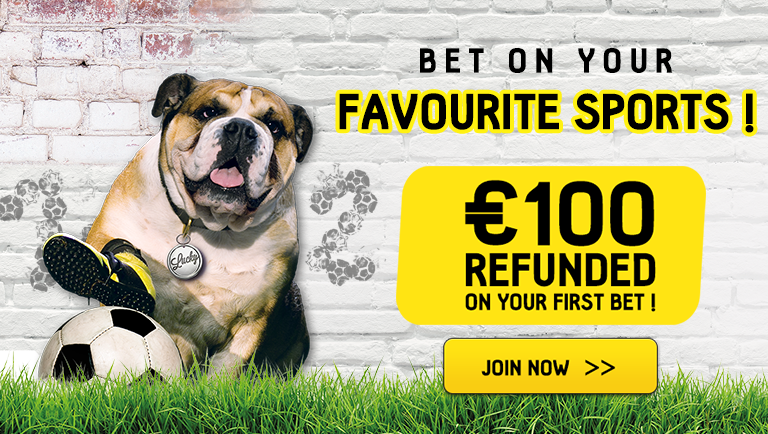 BET ON YOUR
FAVOURITE SPORTS !
€100
REFUNDED
ON YOUR FIRST BET !
Lucky
JOIN NOW >>